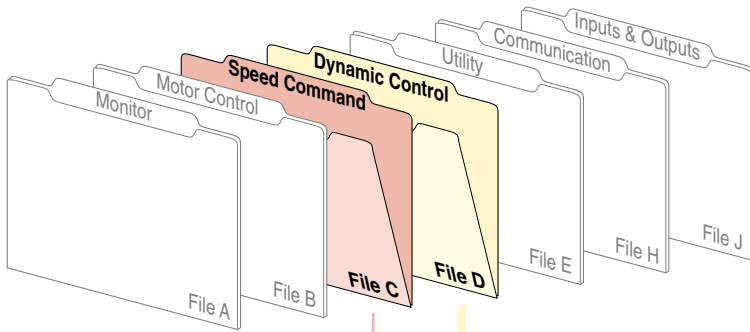 Monitor
File A
Motor Control
File B
Speed Command
File C
Dynamic Control
File D
Utility
File E
Communication
File H
Inputs & Outputs
File J